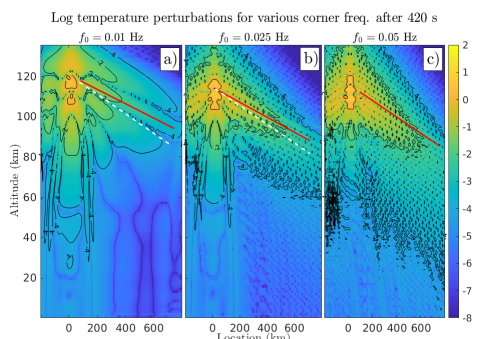 Log temperature perturbations for various corner freq. after 420 s
f₀ = 0.01 Hz f₀ = 0.025 Hz f₀ = 0.05 Hz
a) b) c)
Altitude (km)
120
100
80
60
40
20
0 200 400 600 0 200 400 600 0 200 400 600
Location (km)
2
1
0
-1
-2
-3
-4
-5
-6
-7
-8